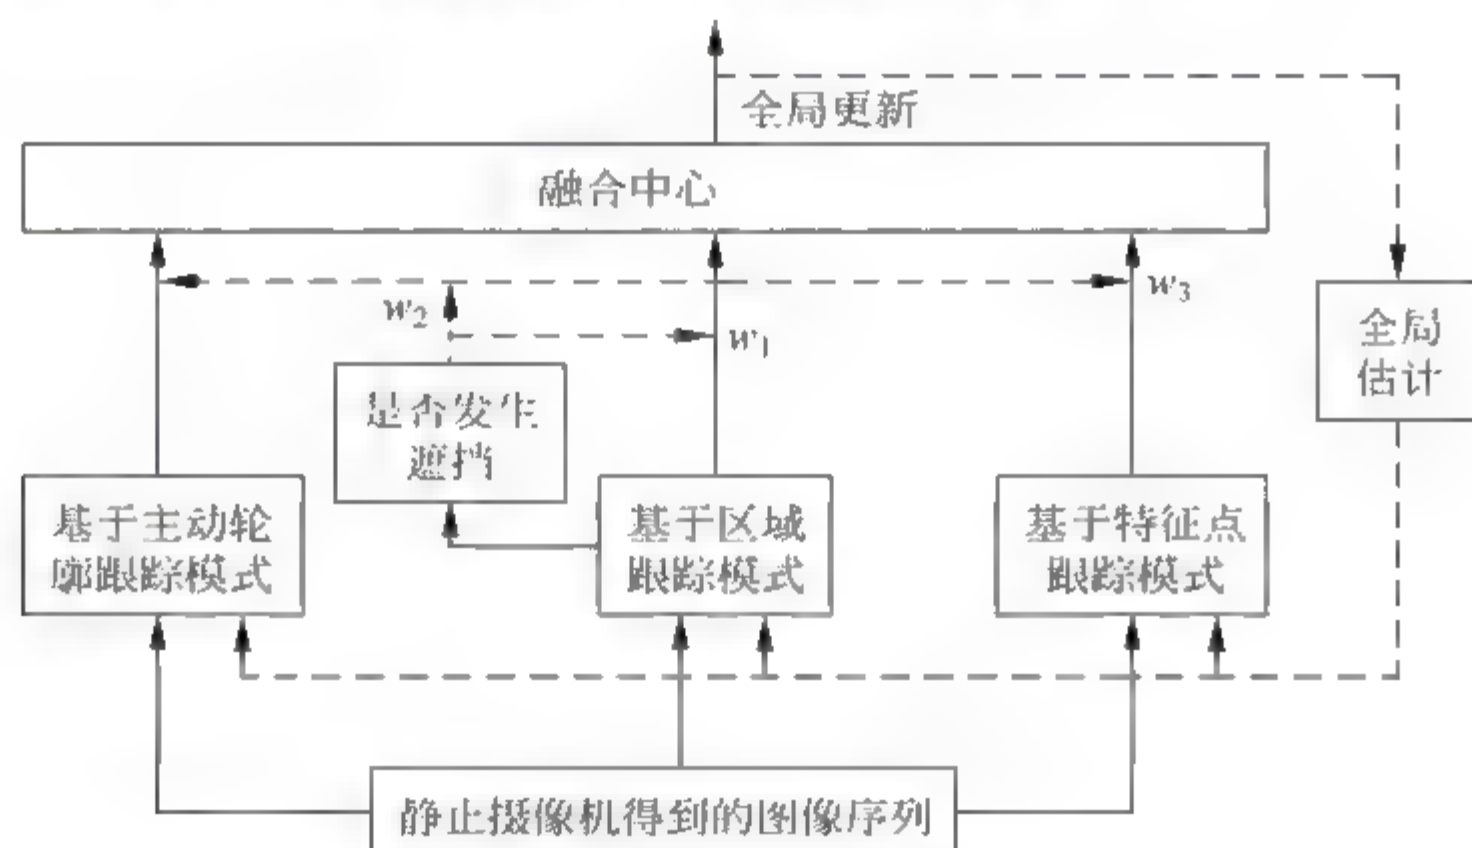 全局更新
融合中心
w₃
w₂
w₁
全局
估计
是否发生
遮挡
基于主动轮
廓跟踪模式
基于区域
跟踪模式
基于特征点
跟踪模式
静止摄像机得到的图像序列